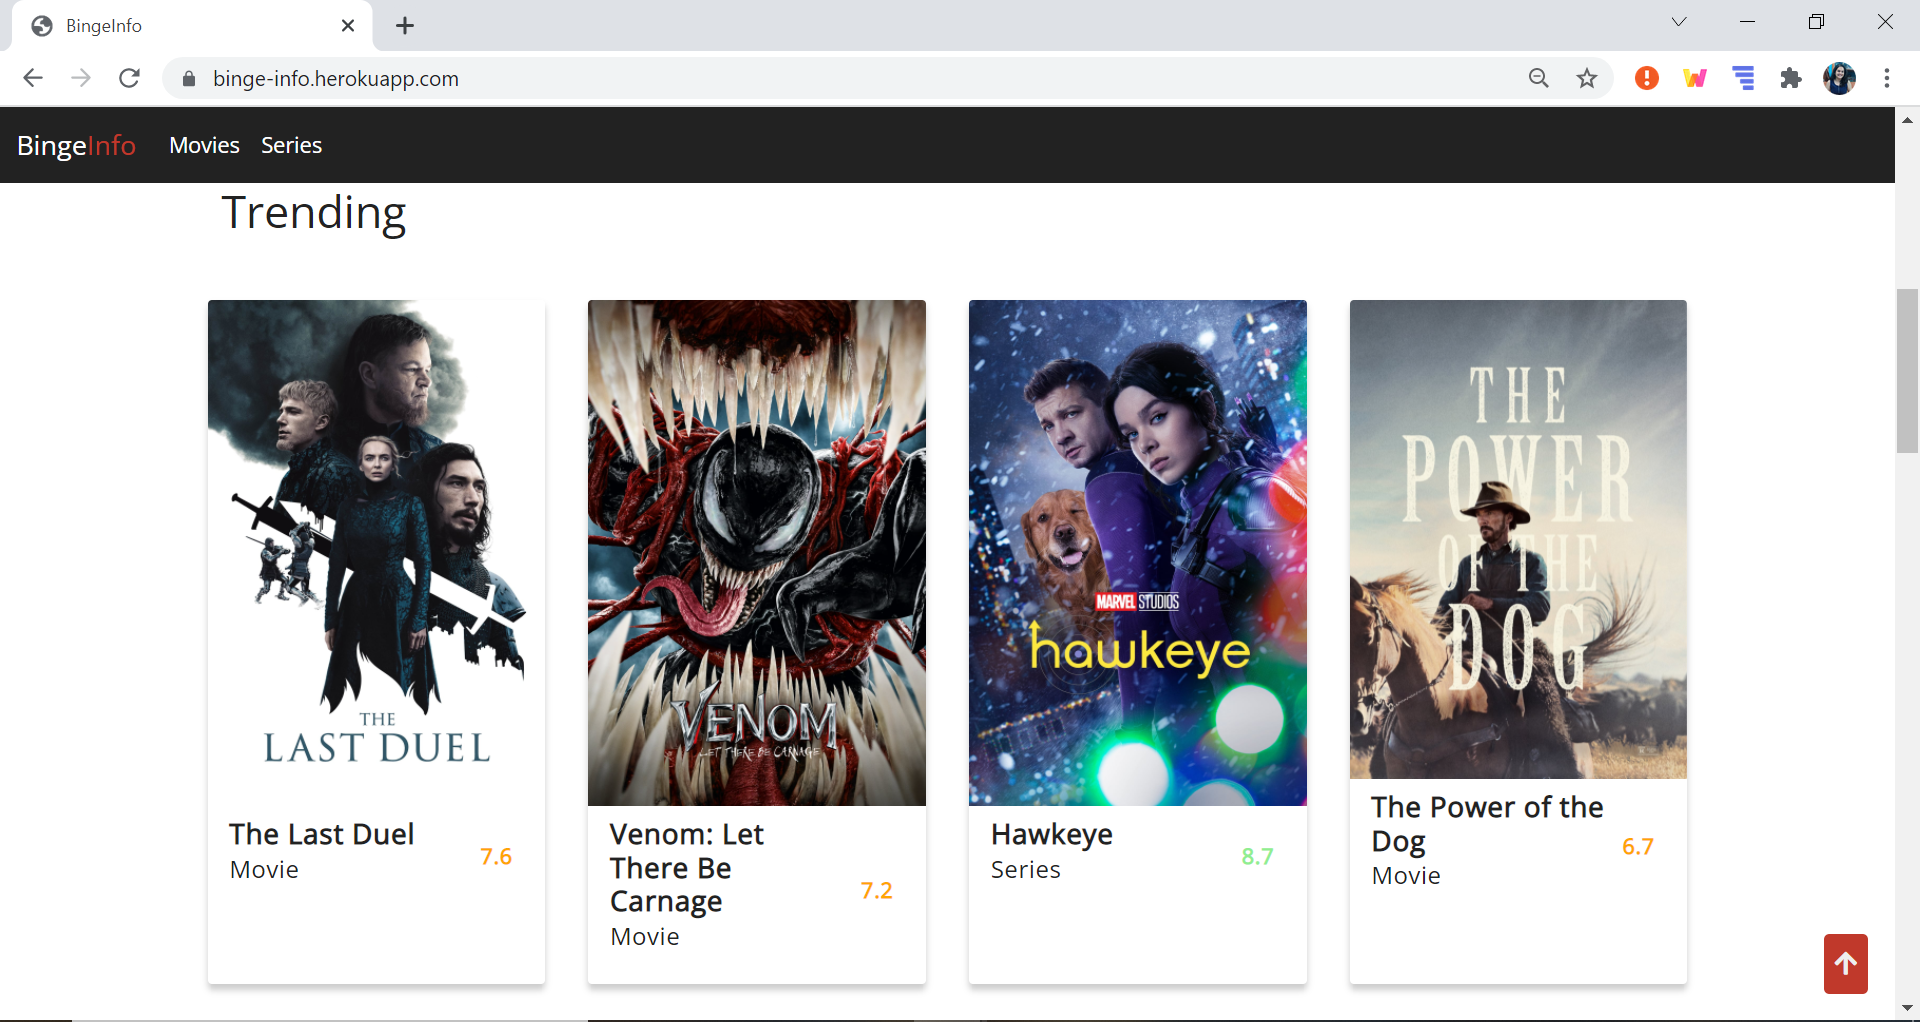 BingeInfo
binge-info.herokuapp.com
BingeInfo Movies Series
Trending
THE
LAST DUEL
VENOM
LET THERE BE CARNAGE
MARVEL STUDIOS
hawkeye
THE
POWER
OF THE
DOG
The Last Duel
Movie
7.6
Venom: Let
There Be
Carnage
Movie
7.2
Hawkeye
Series
8.7
The Power of the
Dog
Movie
6.7